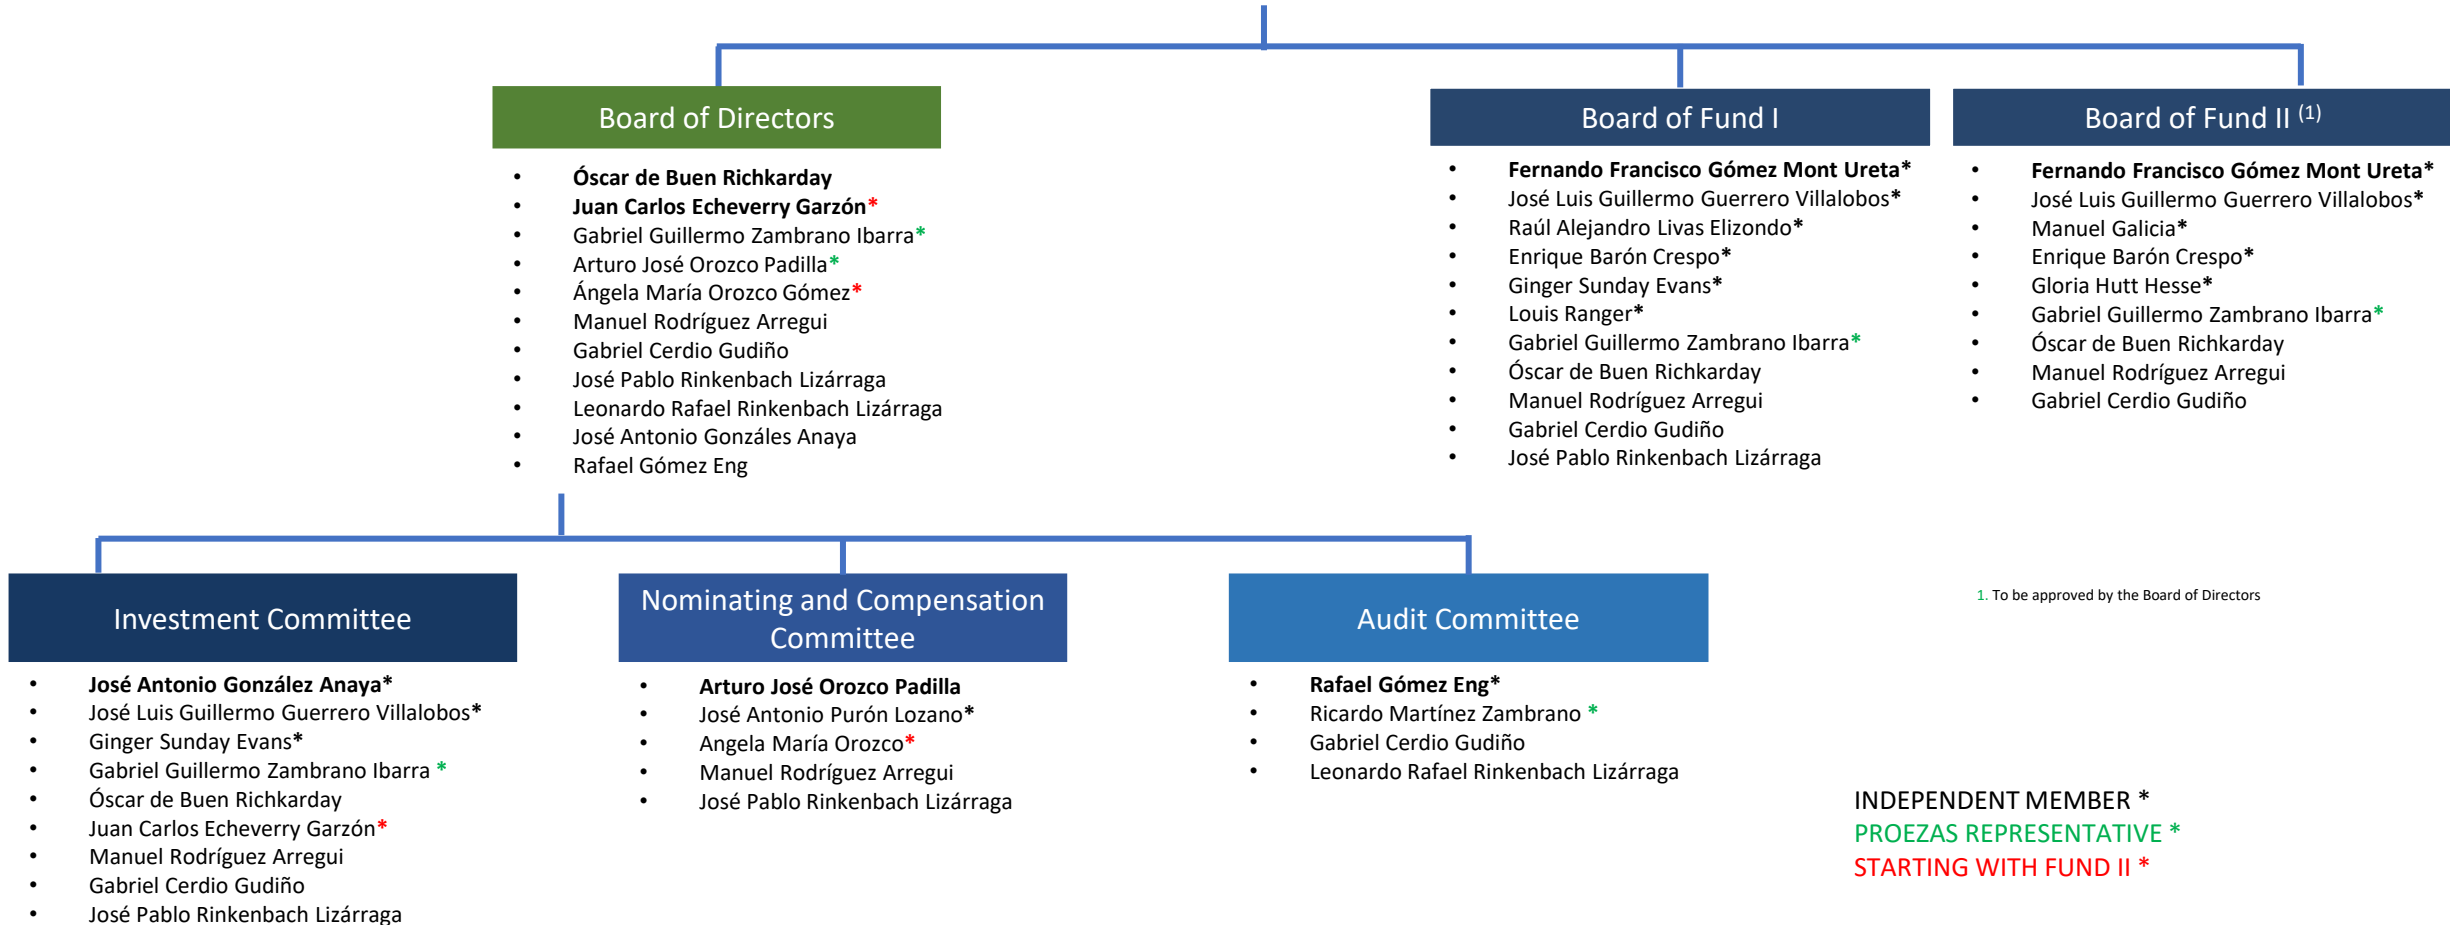 Board of Directors
• Óscar de Buen Richkarday
• Juan Carlos Echeverry Garzón*
• Gabriel Guillermo Zambrano Ibarra*
• Arturo José Orozco Padilla*
• Ángela María Orozco Gómez*
• Manuel Rodríguez Arregui
• Gabriel Cerdio Gudiño
• José Pablo Rinkenbach Lizárraga
• Leonardo Rafael Rinkenbach Lizárraga
• José Antonio Gonzáles Anaya
• Rafael Gómez Eng
Board of Fund I
• Fernando Francisco Gómez Mont Ureta*
• José Luis Guillermo Guerrero Villalobos*
• Raúl Alejandro Livas Elizondo*
• Enrique Barón Crespo*
• Ginger Sunday Evans*
• Louis Ranger*
• Gabriel Guillermo Zambrano Ibarra*
• Óscar de Buen Richkarday
• Manuel Rodríguez Arregui
• Gabriel Cerdio Gudiño
• José Pablo Rinkenbach Lizárraga
Board of Fund II (1)
• Fernando Francisco Gómez Mont Ureta*
• José Luis Guillermo Guerrero Villalobos*
• Manuel Galicia*
• Enrique Barón Crespo*
• Gloria Hutt Hesse*
• Gabriel Guillermo Zambrano Ibarra*
• Óscar de Buen Richkarday
• Manuel Rodríguez Arregui
• Gabriel Cerdio Gudiño
Investment Committee
• José Antonio González Anaya*
• José Luis Guillermo Guerrero Villalobos*
• Ginger Sunday Evans*
• Gabriel Guillermo Zambrano Ibarra *
• Óscar de Buen Richkarday
• Juan Carlos Echeverry Garzón*
• Manuel Rodríguez Arregui
• Gabriel Cerdio Gudiño
• José Pablo Rinkenbach Lizárraga
Nominating and Compensation
Committee
• Arturo José Orozco Padilla
• José Antonio Purón Lozano*
• Angela María Orozco*
• Manuel Rodríguez Arregui
• José Pablo Rinkenbach Lizárraga
Audit Committee
• Rafael Gómez Eng*
• Ricardo Martínez Zambrano *
• Gabriel Cerdio Gudiño
• Leonardo Rafael Rinkenbach Lizárraga
1. To be approved by the Board of Directors
INDEPENDENT MEMBER *
PROEZAS REPRESENTATIVE *
STARTING WITH FUND II *